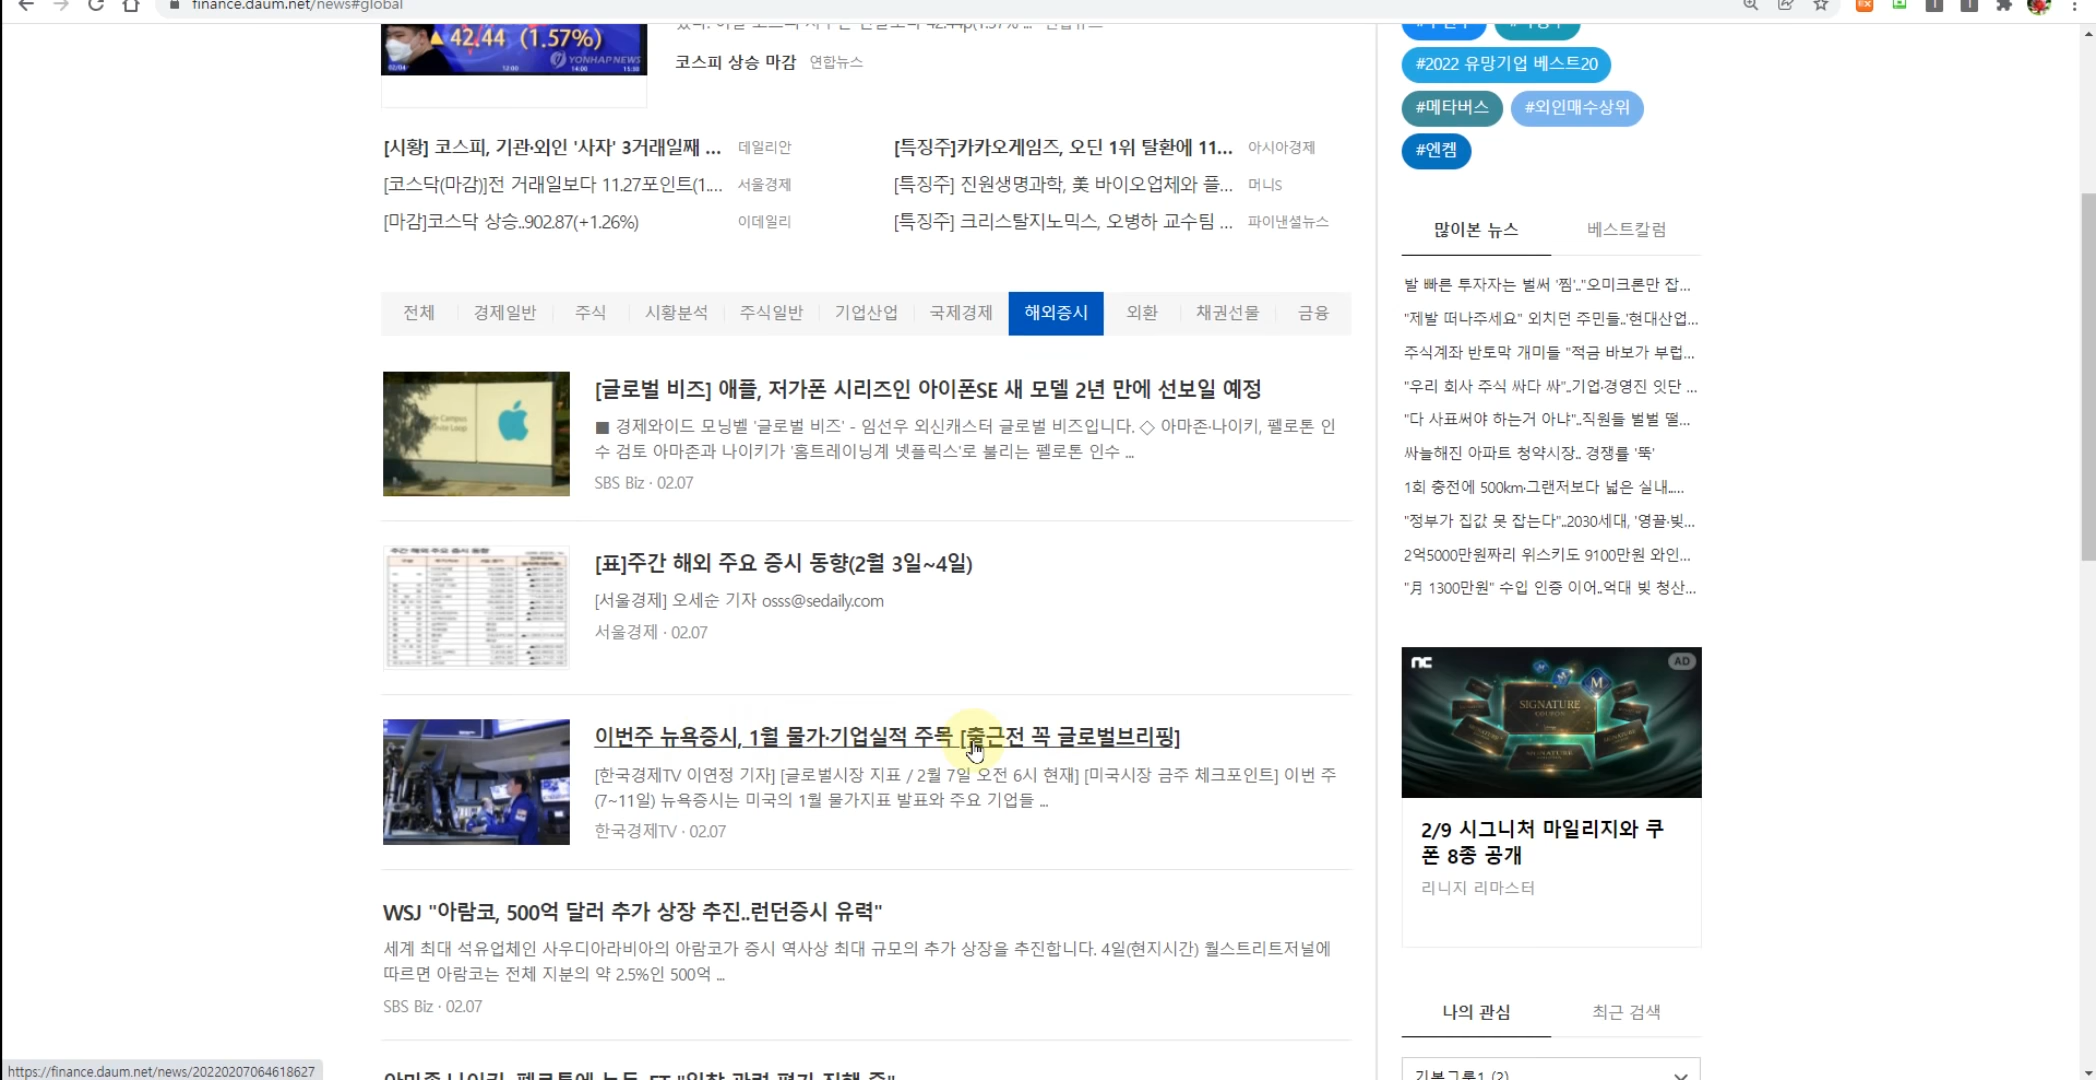 finance.daum.net/news#global
42.44 (1.57%)
YONHAPNEWS
02/04 12:00 14:00 15:30
코스피 상승 마감 연합뉴스
[시황] 코스피, 기관·외인 '사자' 3거래일째 ... 데일리안
[코스닥(마감)]전 거래일보다 11.27포인트(1.... 서울경제
[마감]코스닥 상승..902.87(+1.26%) 이데일리
[특징주]카카오게임즈, 오딘 1위 탈환에 11... 아시아경제
[특징주] 진원생명과학, 美 바이오업체와 플... 머니S
[특징주] 크리스탈지노믹스, 오병하 교수팀 ... 파이낸셜뉴스
전체 경제일반 주식 시황분석 주식일반 기업산업 국제경제 해외증시 외환 채권선물 금융
[글로벌 비즈] 애플, 저가폰 시리즈인 아이폰SE 새 모델 2년 만에 선보일 예정
■ 경제와이드 모닝벨 '글로벌 비즈' - 임선우 외신캐스터 글로벌 비즈입니다. ◇ 아마존·나이키, 펠로톤 인
수 검토 아마존과 나이키가 '홈트레이닝계 넷플릭스'로 불리는 펠로톤 인수 ...
SBS Biz · 02.07
[표]주간 해외 주요 증시 동향(2월 3일~4일)
[서울경제] 오세순 기자 osss@sedaily.com
서울경제 · 02.07
이번주 뉴욕증시, 1월 물가·기업실적 주목 [출근전 꼭 글로벌브리핑]
[한국경제TV 이연정 기자] [글로벌시장 지표 / 2월 7일 오전 6시 현재] [미국시장 금주 체크포인트] 이번 주
(7~11일) 뉴욕증시는 미국의 1월 물가지표 발표와 주요 기업들 ...
한국경제TV · 02.07
WSJ "아람코, 500억 달러 추가 상장 추진..런던증시 유력"
세계 최대 석유업체인 사우디아라비아의 아람코가 증시 역사상 최대 규모의 추가 상장을 추진합니다. 4일(현지시간) 월스트리트저널에
따르면 아람코는 전체 지분의 약 2.5%인 500억 ...
SBS Biz · 02.07
https://finance.daum.net/news/20220207064618627
#2022 유망기업 베스트20
#메타버스 #외인매수상위
#엔켐
많이본 뉴스 베스트칼럼
발 빠른 투자자는 벌써 '찜'.."오미크론만 잡...
"제발 떠나주세요" 외치던 주민들..'현대산업...
주식계좌 반토막 개미들 "적금 바보가 부럽...
"우리 회사 주식 싸다 싸"..기업·경영진 잇단 ...
"다 사표써야 하는거 아냐"..직원들 벌벌 떨...
싸늘해진 아파트 청약시장.. 경쟁률 '뚝'
1회 충전에 500km·그랜저보다 넓은 실내.....
"정부가 집값 못 잡는다"..2030세대, '영끌·빚...
2억5000만원짜리 위스키도 9100만원 와인...
"月 1300만원" 수입 인증 이어..억대 빚 청산...
nc
AD
SIGNATURE
COUPON
2/9 시그니처 마일리지와 쿠
폰 8종 공개
리니지 리마스터
나의 관심 최근 검색
기본그룹1 (2)